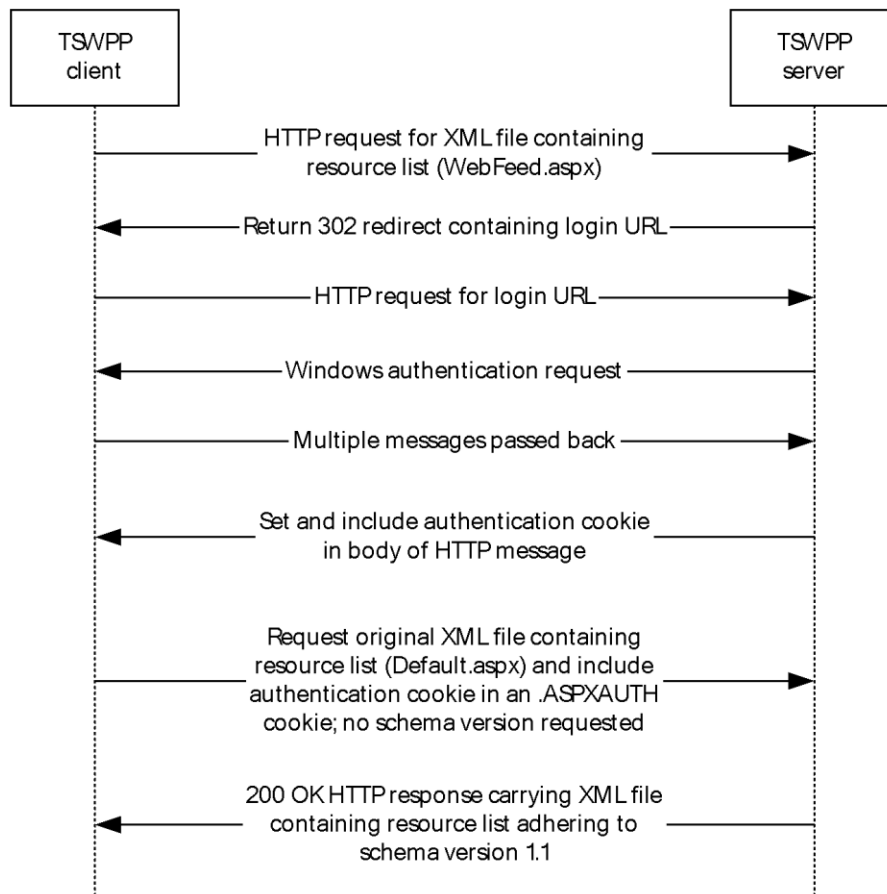 TSWPP
client
TSWPP
server
HTTP request for XML file containing
resource list (WebFeed.aspx)
Return 302 redirect containing login URL
HTTP request for login URL
Windows authentication request
Multiple messages passed back
Set and include authentication cookie
in body of HTTP message
Request original XML file containing
resource list (Default.aspx) and include
authentication cookie in an .ASPXAUTH
cookie; no schema version requested
200 OK HTTP response carrying XML file
containing resource list adhering to
schema version 1.1